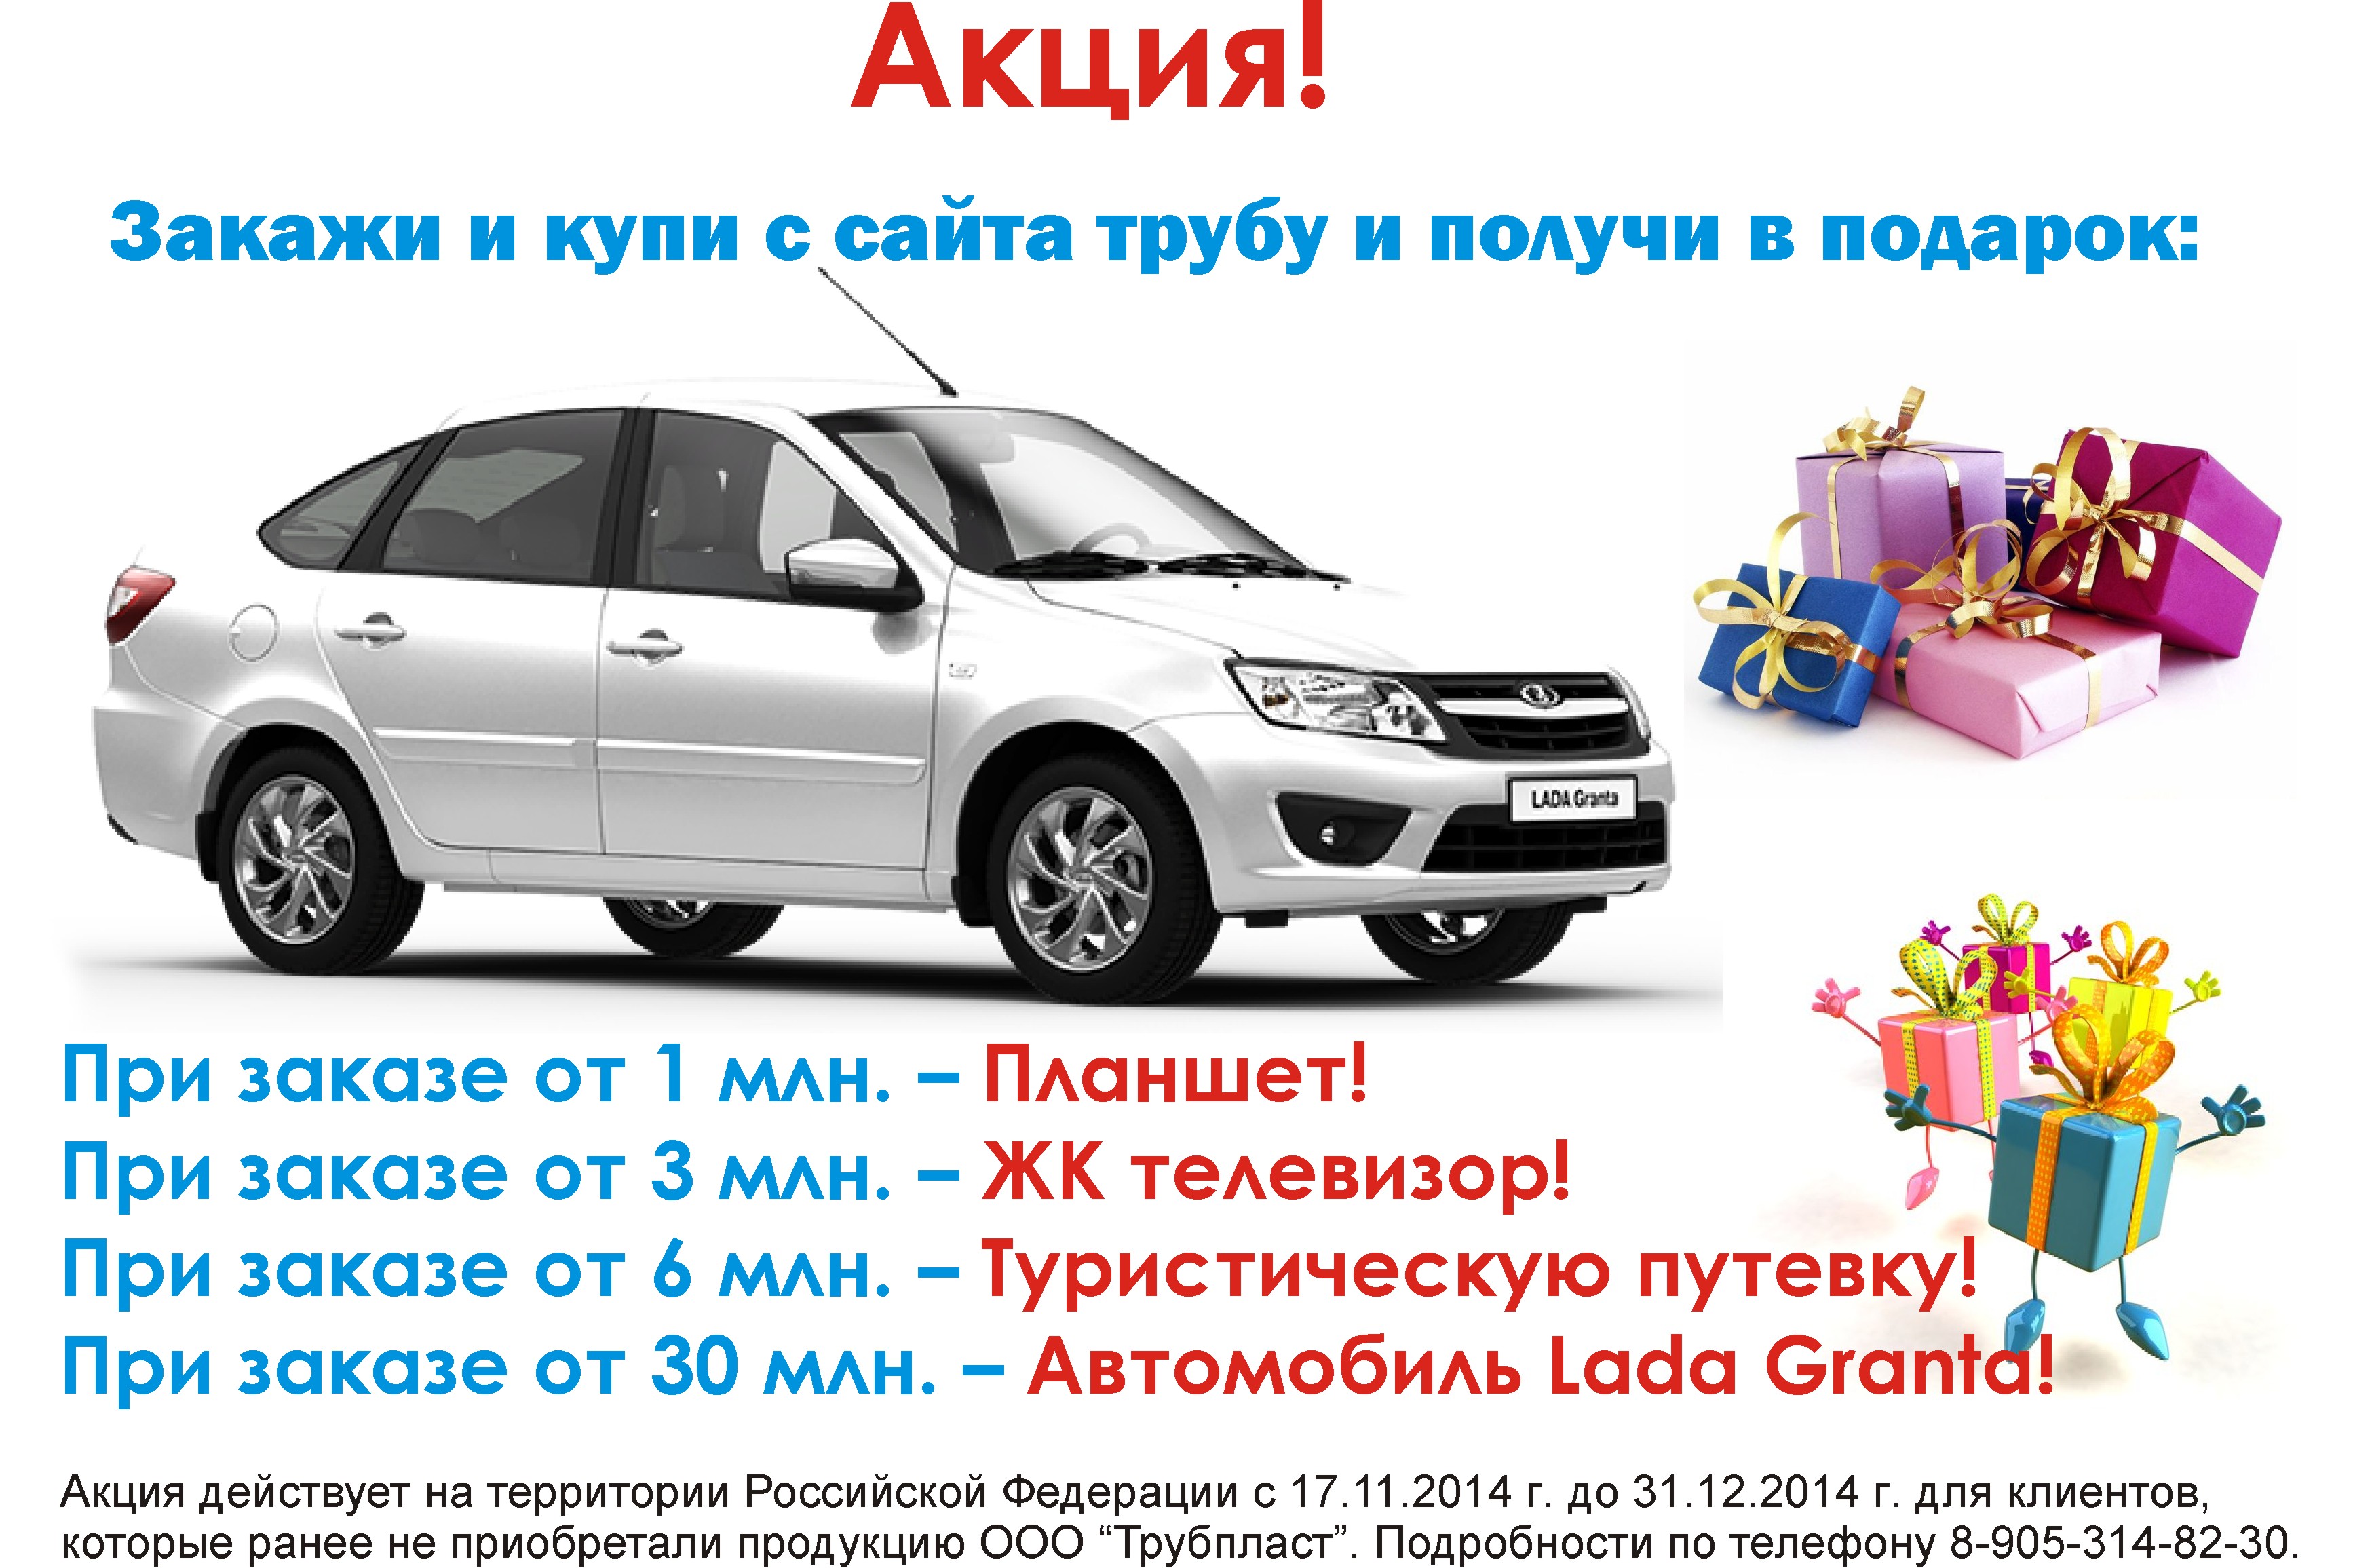 Акция!
Закажи и купи с сайта трубу и получи в подарок:
LADA Granta
При заказе от 1 млн. – Планшет!
При заказе от 3 млн. – ЖК телевизор!
При заказе от 6 млн. – Туристическую путевку!
При заказе от 30 млн. – Автомобиль Lada Granta!
Акция действует на территории Российской Федерации с 17.11.2014 г. до 31.12.2014 г. для клиентов,
которые ранее не приобретали продукцию ООО “Трубпласт”. Подробности по телефону 8-905-314-82-30.